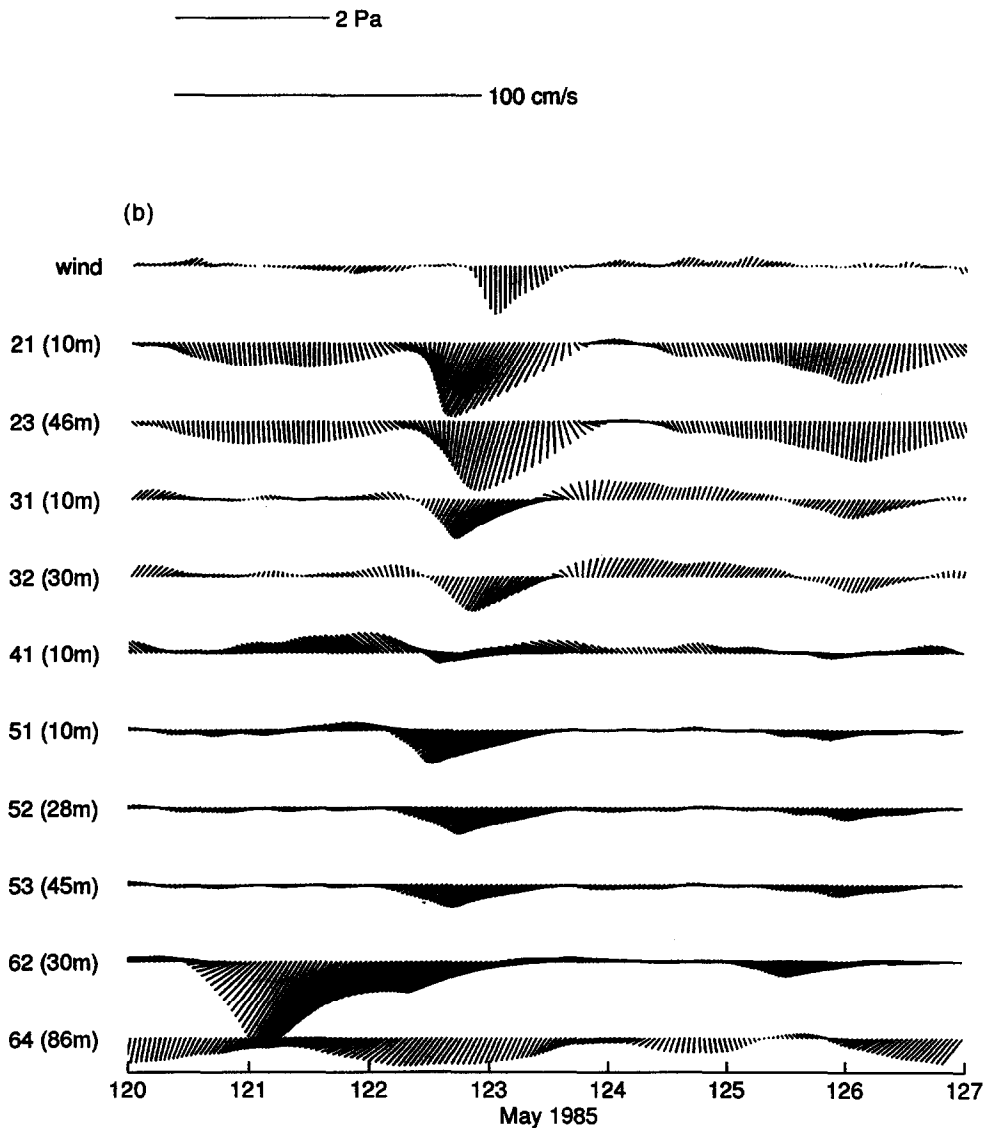 2 Pa
100 cm/s
(b)
wind
21 (10m)
23 (46m)
31 (10m)
32 (30m)
41 (10m)
51 (10m)
52 (28m)
53 (45m)
62 (30m)
64 (86m)
120 121 122 123 124 125 126 127
May 1985